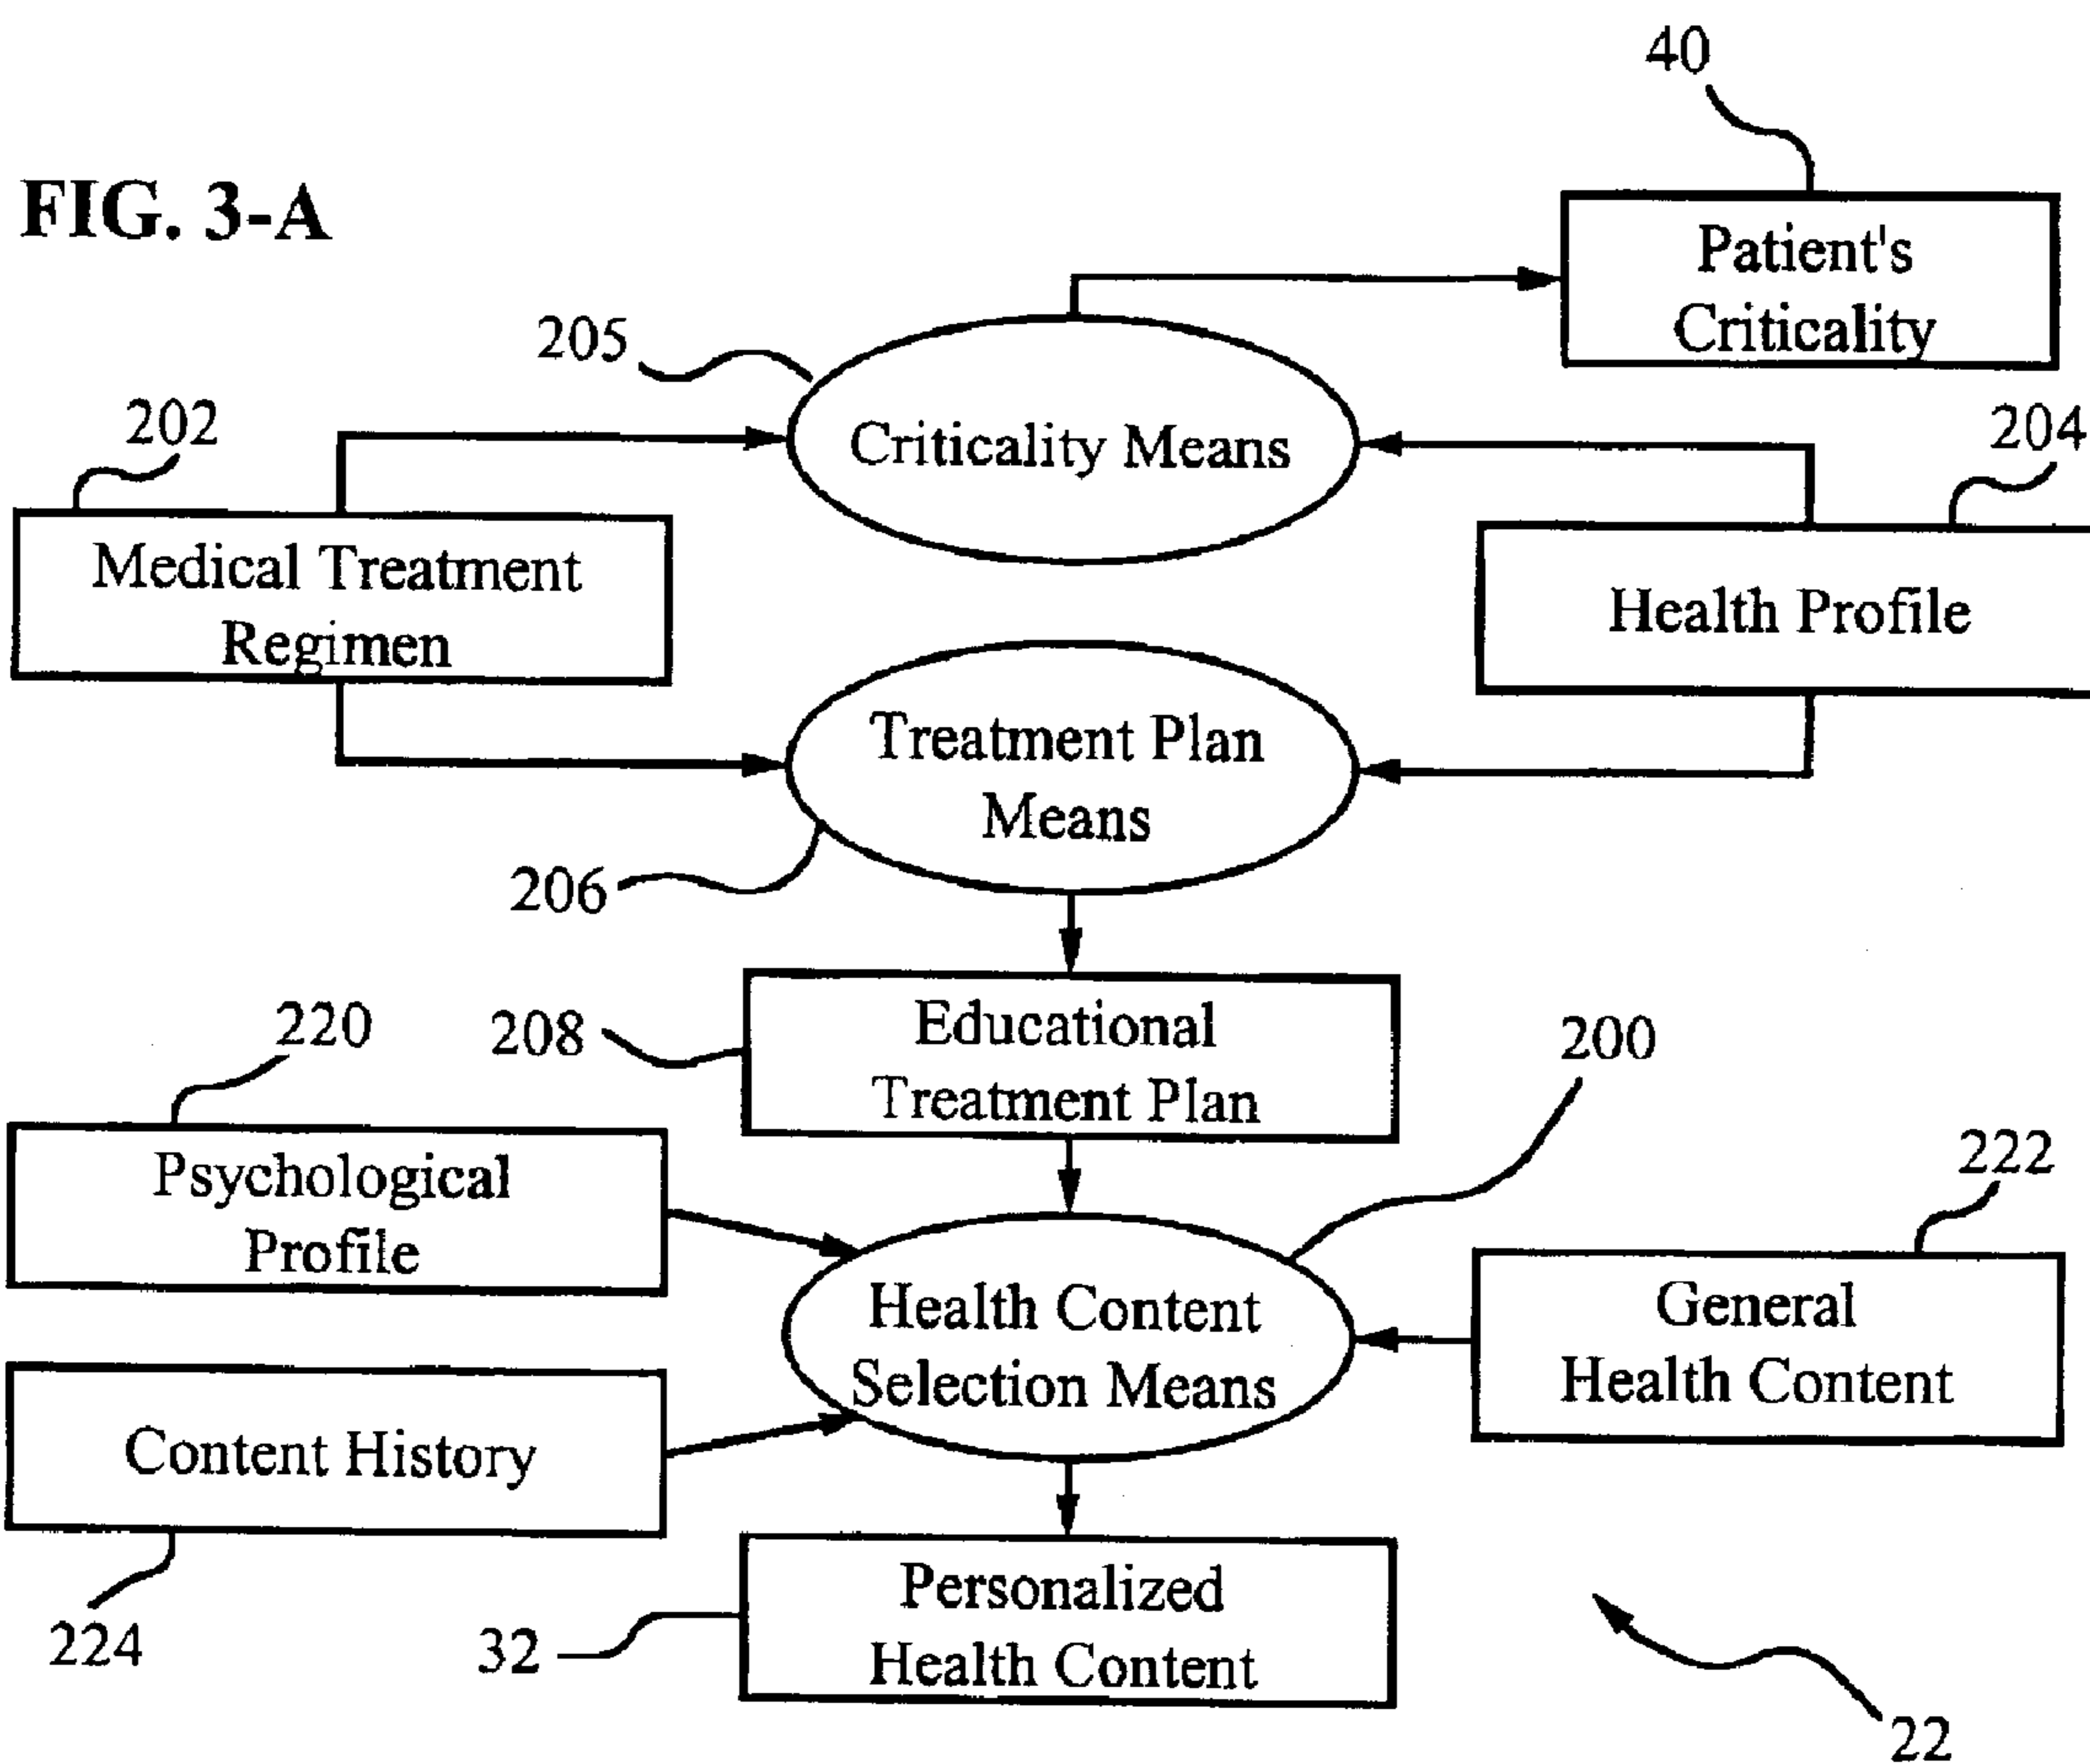 40
FIG. 3-A
Patient's
Criticality
205
202
Criticality Means
204
Medical Treatment
Regimen
Health Profile
Treatment Plan
Means
206
220
208
Educational
Treatment Plan
200
222
Psychological
Profile
Health Content
Selection Means
General
Health Content
Content History
224
32
Personalized
Health Content
22